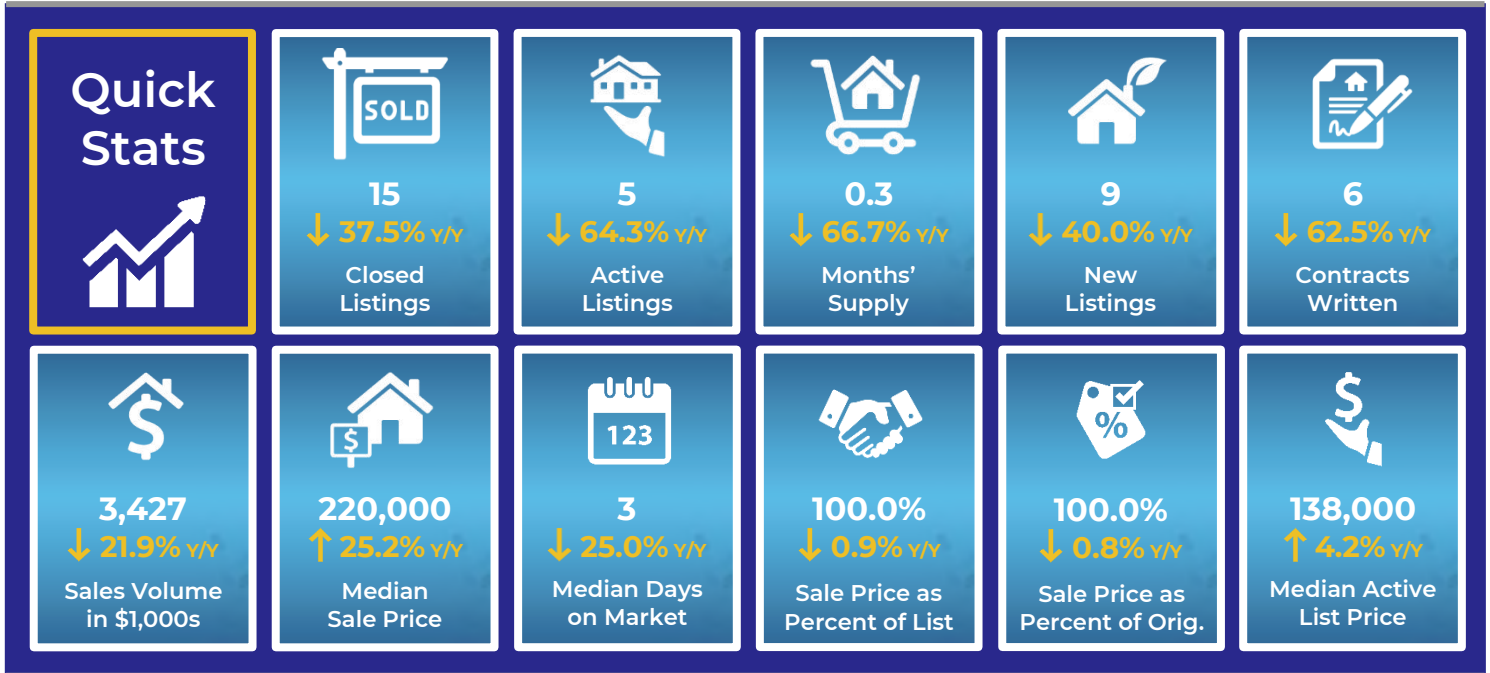 Quick
Stats
SOLD
15
↓ 37.5% Y/Y
Closed
Listings
5
↓ 64.3% Y/Y
Active
Listings
0.3
↓ 66.7% Y/Y
Months’
Supply
9
↓ 40.0% Y/Y
New
Listings
6
↓ 62.5% Y/Y
Contracts
Written
$
3,427
↓ 21.9% Y/Y
Sales Volume
in $1,000s
$
220,000
↑ 25.2% Y/Y
Median
Sale Price
123
3
↓ 25.0% Y/Y
Median Days
on Market
100.0%
↓ 0.9% Y/Y
Sale Price as
Percent of List
%
100.0%
↓ 0.8% Y/Y
Sale Price as
Percent of Orig.
$
138,000
↑ 4.2% Y/Y
Median Active
List Price